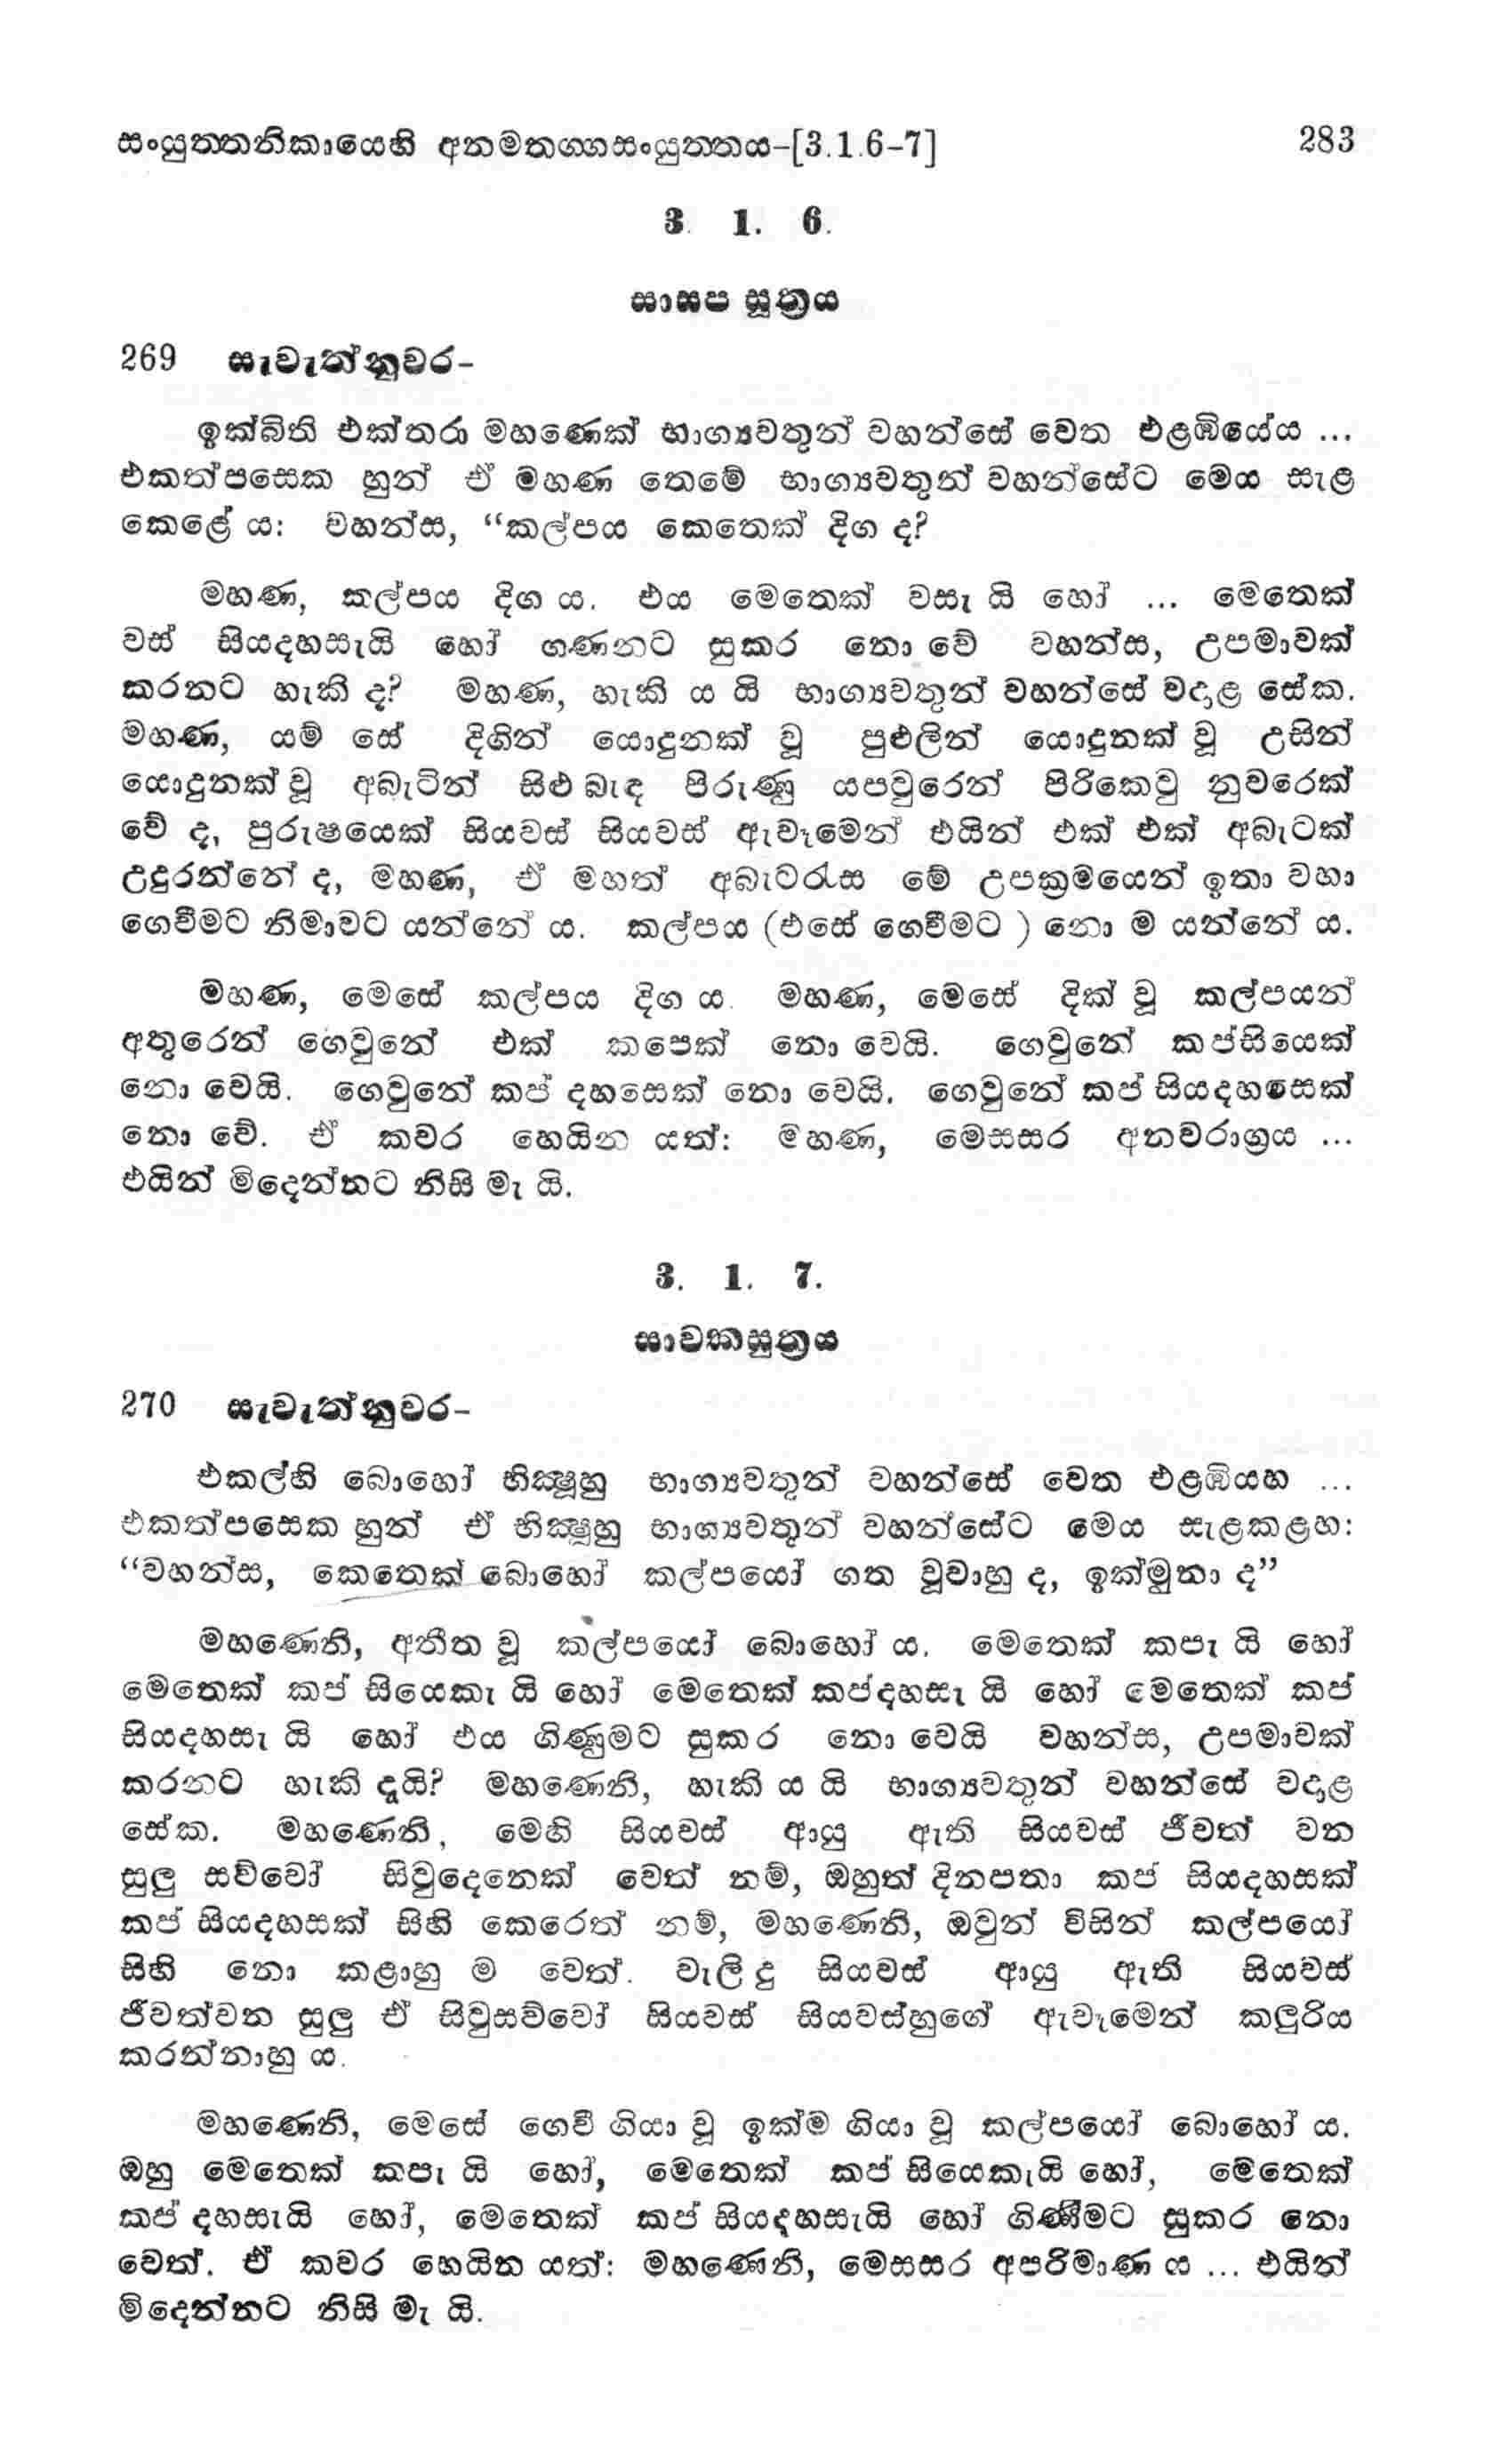 සංයුත්තනිකායෙහි අනමතග්ගසංයුත්තය-[3.1.6-7] 283
3. 1. 6.
සාසප සූත්‍රය
269 සැවැත්නුවර-
ඉක්බිති එක්තරා මහණෙක් භාග්‍යවතුන් වහන්සේ වෙත එළඹියේය ...
එකත්පසෙක හුන් ඒ මහණ තෙමේ භාග්‍යවතුන් වහන්සේට මෙය සැළ
කෙළේ ය: වහන්ස, “කල්පය කෙතෙක් දිග ද?
මහණ, කල්පය දිග ය. එය මෙතෙක් වසැ යි හෝ ... මෙතෙක්
වස් සියදහසැයි හෝ ගණනට සුකර නො වේ වහන්ස, උපමාවක්
කරනට හැකි ද? මහණ, හැකි ය යි භාග්‍යවතුන් වහන්සේ වදාළ සේක.
මහණ, යම් සේ දිගින් යොදුනක් වූ පුළුලින් යොදුනක් වූ උසින්
යොදුනක් වූ අබැටින් සිළු බැඳ පිරුණු යපවුරෙන් පිරිකෙවු නුවරෙක්
වේ ද, පුරුෂයෙක් සියවස් සියවස් ඇවෑමෙන් එයින් එක් එක් අබැටක්
උදුරන්නේ ද, මහණ, ඒ මහත් අබැටරැස මේ උපක්‍රමයෙන් ඉතා වහා
ගෙවීමට නිමාවට යන්නේ ය. කල්පය (එසේ ගෙවීමට ) නො ම යන්නේ ය.
මහණ, මෙසේ කල්පය දිග ය. මහණ, මෙසේ දික් වූ කල්පයන්
අතුරෙන් ගෙවුනේ එක් කපෙක් නො වෙයි. ගෙවුනේ කප්සියෙක්
නො වෙයි. ගෙවුනේ කප් දහසෙක් නො වෙයි. ගෙවුනේ කප් සියදහසෙක්
නො වේ. ඒ කවර හෙයින යත්: මහණ, මෙසසර අනවරාග්‍රය ...
එයින් මිදෙන්නට නිසි මැ යි.
3. 1. 7.
සාවකසුත්‍රය
270 සැවැත්නුවර-
එකල්හි බොහෝ භික්‍ෂූහු භාග්‍යවතුන් වහන්සේ වෙත එළඹියහ ...
එකත්පසෙක හුන් ඒ භික්‍ෂූහු භාග්‍යවතුන් වහන්සේට මෙය සැළකළහ:
“වහන්ස, කෙතෙක් බොහෝ කල්පයෝ ගත වූවාහු ද, ඉක්මුනා ද”
මහණෙනි, අතීත වූ කල්පයෝ බොහෝ ය. මෙතෙක් කපැ යි හෝ
මෙතෙක් කප් සියෙකැ යි හෝ මෙතෙක් කප්දහසැ යි හෝ මෙතෙක් කප්
සියදහසැ යි හෝ එය ගිණුමට සුකර නො වෙයි වහන්ස, උපමාවක්
කරනට හැකි දැයි? මහණෙනි, හැකි ය යි භාග්‍යවතුන් වහන්සේ වදාළ
සේක. මහණෙනි, මෙහි සියවස් ආයු ඇති සියවස් ජීවත් වන
සුලු සව්වෝ සිවුදෙනෙක් වෙත් නම්, ඔහුත් දිනපතා කප් සියදහසක්
කප් සියදහසක් සිහි කෙරෙත් නම්, මහණෙනි, ඔවුන් විසින් කල්පයෝ
සිහි නො කළාහු ම වෙත්. වැලි දු සියවස් ආයු ඇති සියවස්
ජීවත්වන සුලු ඒ සිවුසව්වෝ සියවස් සියවස්හුගේ ඇවෑමෙන් කලුරිය
කරන්නාහු ය.
මහණෙනි, මෙසේ ගෙවී ගියා වූ ඉක්ම ගියා වූ කල්පයෝ බොහෝ ය.
ඔහු මෙතෙක් කපැ යි හෝ, මෙතෙක් කප් සියෙකැයි හෝ, මෙතෙක්
කප් දහසැයි හෝ, මෙතෙක් කප් සියදහසැයි හෝ ගිණීමට සුකර නො
වෙත්. ඒ කවර හෙයින යත්: මහණෙනි, මෙසසර අපරිමාණ ය ... එයින්
මිදෙන්නට නිසි මැ යි.